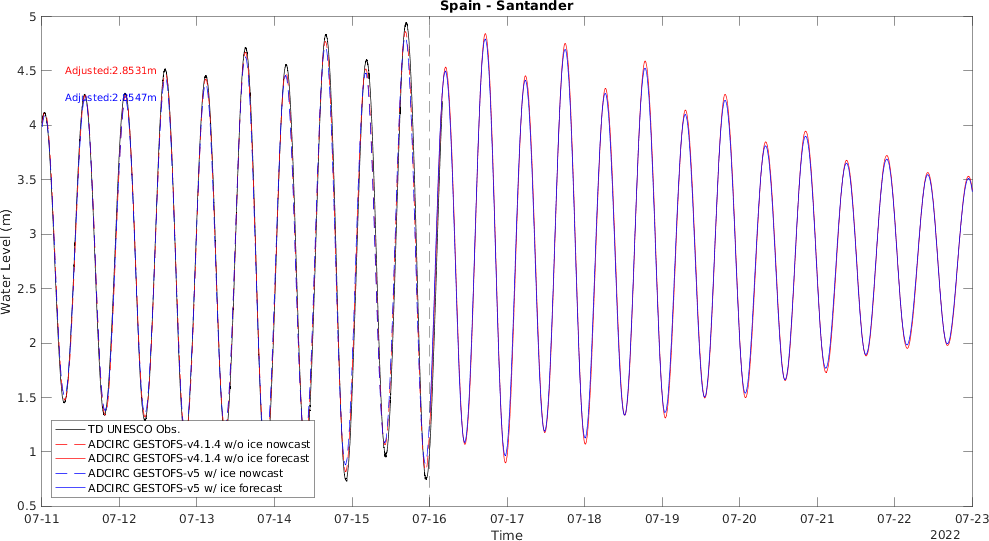 Spain - Santander
Water Level (m)
5
4.5
4
3.5
3
2.5
2
1.5
1
0.5
Adjusted:2.8531m
Adjusted:2.8547m
TD UNESCO Obs.
ADCIRC GESTOFS-v4.1.4 w/o ice nowcast
ADCIRC GESTOFS-v4.1.4 w/o ice forecast
ADCIRC GESTOFS-v5 w/ ice nowcast
ADCIRC GESTOFS-v5 w/ ice forecast
07-11 07-12 07-13 07-14 07-15 07-16 07-17 07-18 07-19 07-20 07-21 07-22 07-23
Time
2022